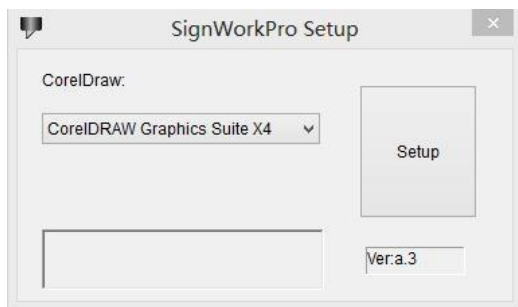 SignWorkPro Setup
CorelDraw:
CorelDRAW Graphics Suite X4
Setup
Ver:a.3